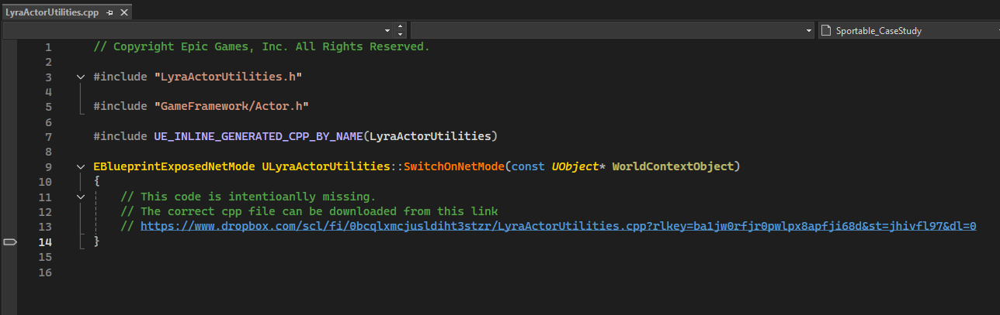 LyraActorUtilities.cpp
Sportable_CaseStudy
1 // Copyright Epic Games, Inc. All Rights Reserved.
2
3 #include "LyraActorUtilities.h"
4
5 #include "GameFramework/Actor.h"
6
7 #include UE_INLINE_GENERATED_CPP_BY_NAME(LyraActorUtilities)
8
9 EBlueprintExposedNetMode ULyraActorUtilities::SwitchOnNetMode(const UObject* WorldContextObject)
10 {
11 // This code is intentioanlly missing.
12 // The correct cpp file can be downloaded from this link
13 // https://www.dropbox.com/scl/fi/0bcqlxmcjusldiht3stzr/LyraActorUtilities.cpp?rlkey=ba1jw0rfjr0pwlpx8apfji68d&st=jhivfl97&dl=0
14 }
15
16